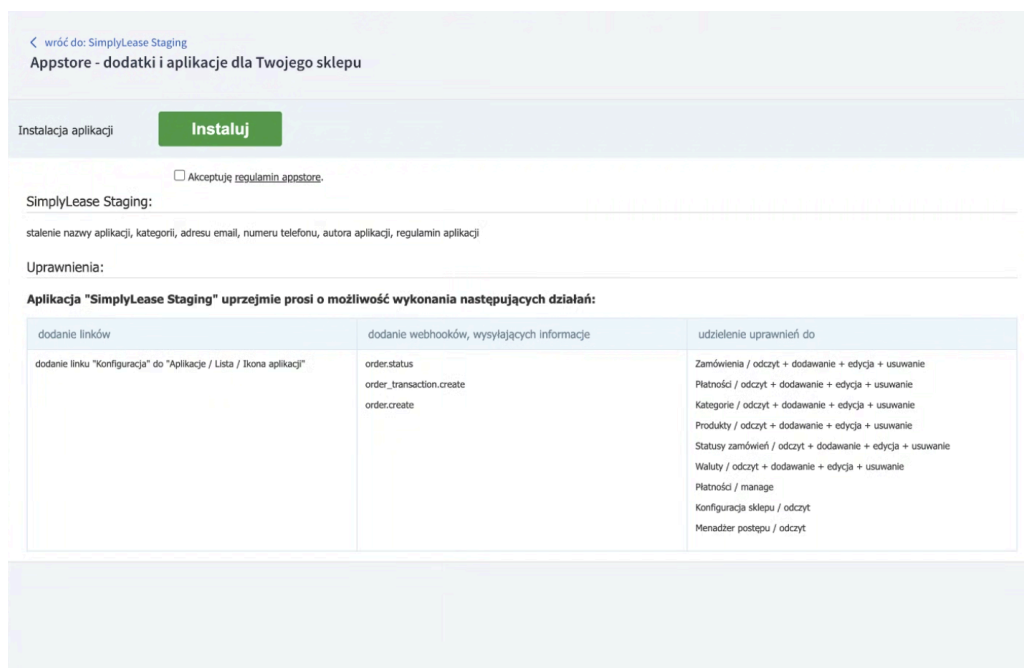 wróć do: SimplyLease Staging
Appstore - dodatki i aplikacje dla Twojego sklepu
Instalacja aplikacji
Instaluj
Akceptuję regulamin appstore.
SimplyLease Staging:
stalenie nazwy aplikacji, kategorii, adresu email, numeru telefonu, autora aplikacji, regulamin aplikacji
Uprawnienia:
Aplikacja "SimplyLease Staging" uprzejmie prosi o możliwość wykonania następujących działań:
dodanie linków
dodanie webhooków, wysyłających informacje
udzielenie uprawnień do
dodanie linku "Konfiguracja" do "Aplikacje / Lista / Ikona aplikacji"
order.status
order_transaction.create
order.create
Zamówienia / odczyt + dodawanie + edycja + usuwanie
Płatności / odczyt + dodawanie + edycja + usuwanie
Kategorie / odczyt + dodawanie + edycja + usuwanie
Produkty / odczyt + dodawanie + edycja + usuwanie
Statusy zamówień / odczyt + dodawanie + edycja + usuwanie
Waluty / odczyt + dodawanie + edycja + usuwanie
Płatności / manage
Konfiguracja sklepu / odczyt
Menadżer postępu / odczyt